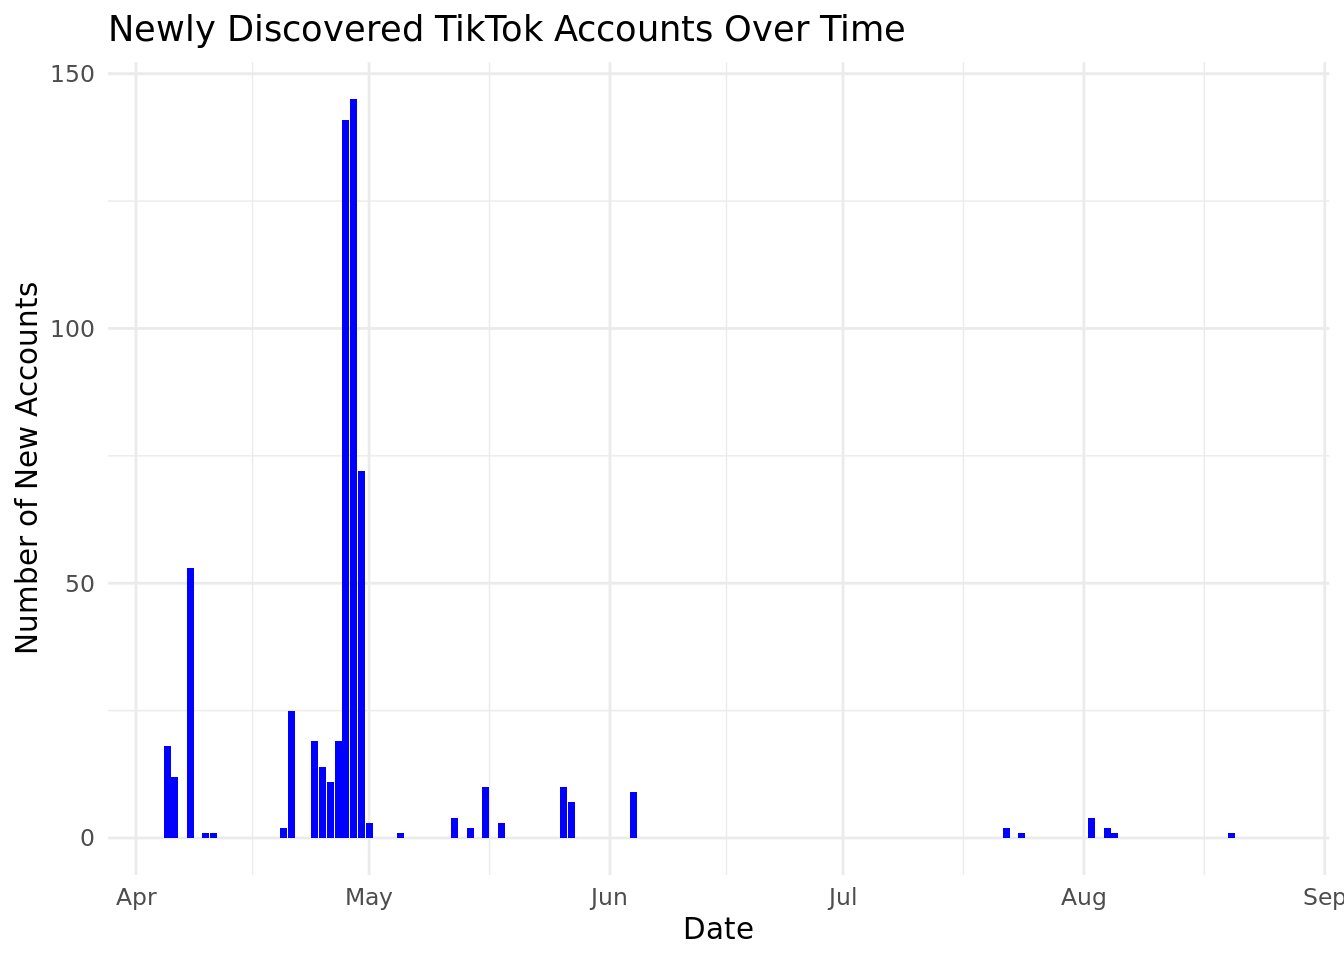 Newly Discovered TikTok Accounts Over Time
Number of New Accounts
150
100
50
0
Apr
May
Jun
Jul
Aug
Sep
Date